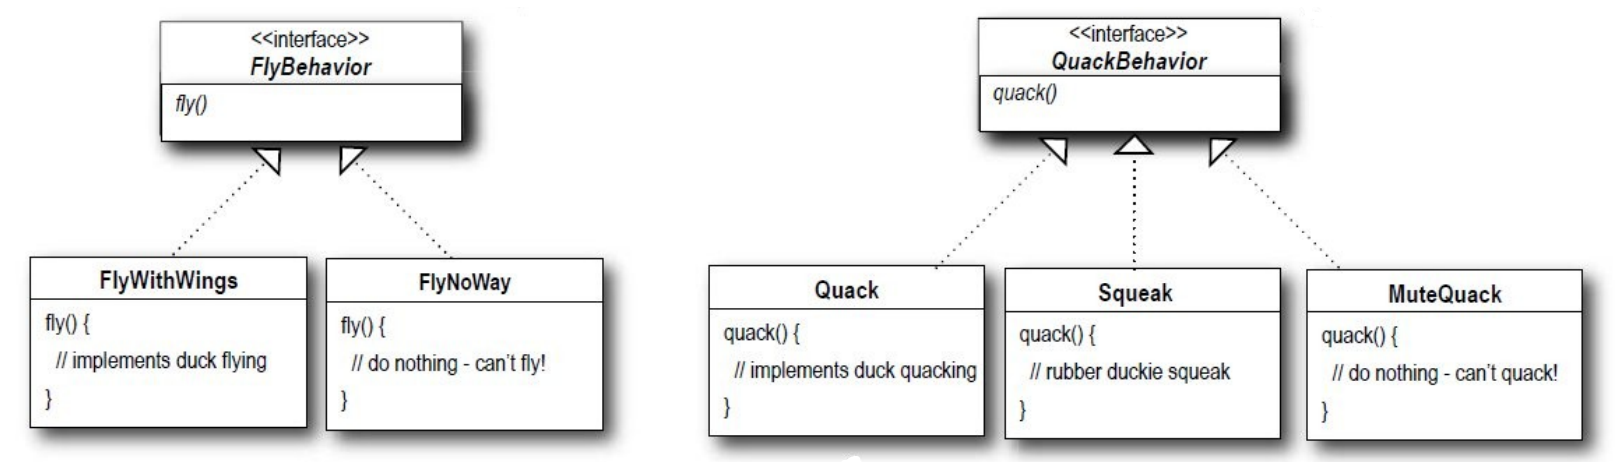 <<interface>>
FlyBehavior
fly()
<<interface>>
QuackBehavior
quack()
FlyWithWings
fly() {
// implements duck flying
}
FlyNoWay
fly() {
// do nothing - can't fly!
}
Quack
quack() {
// implements duck quacking
}
Squeak
quack() {
// rubber duckie squeak
}
MuteQuack
quack() {
// do nothing - can't quack!
}